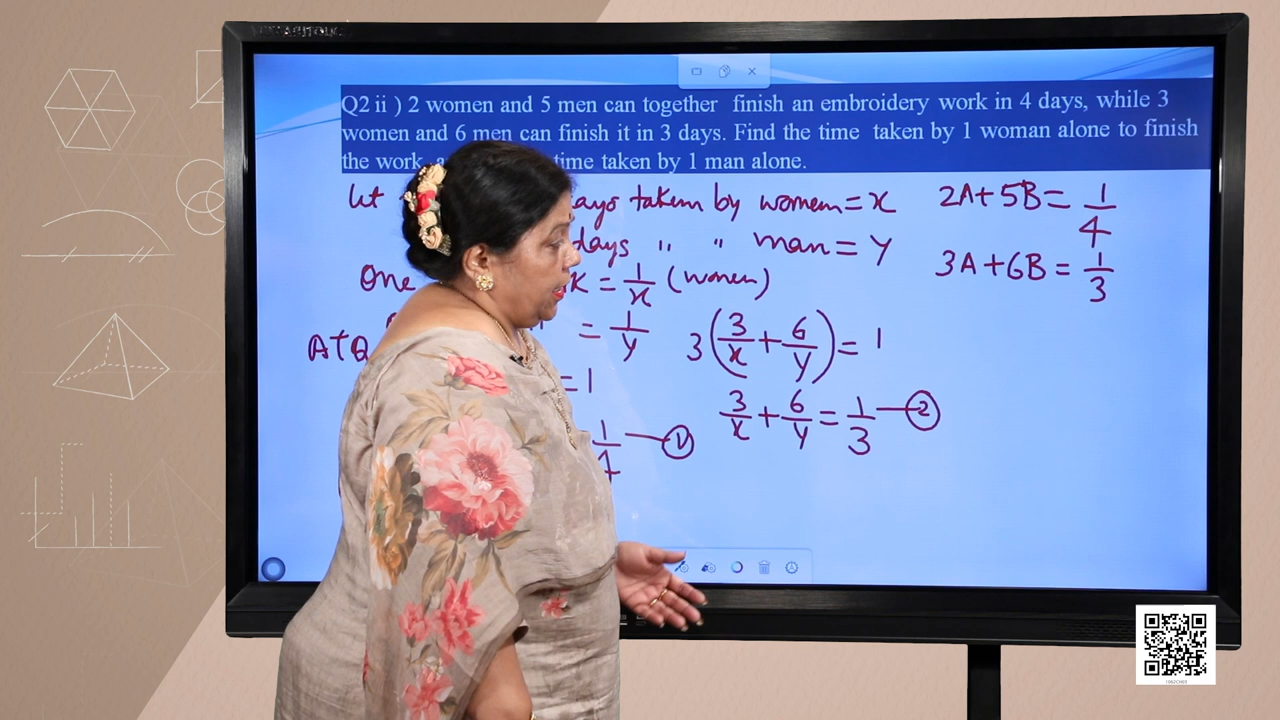 Q2 ii ) 2 women and 5 men can together finish an embroidery work in 4 days, while 3
women and 6 men can finish it in 3 days. Find the time taken by 1 woman alone to finish
the work, time taken by 1 man alone.
let days taken by women = x
days " " man = y
One = 1/x (women)
= 1/y
ATQ
= 1
1/4 — ①
3(3/x + 6/y) = 1
3/x + 6/y = 1/3 — ②
2A + 5B = 1/4
3A + 6B = 1/3